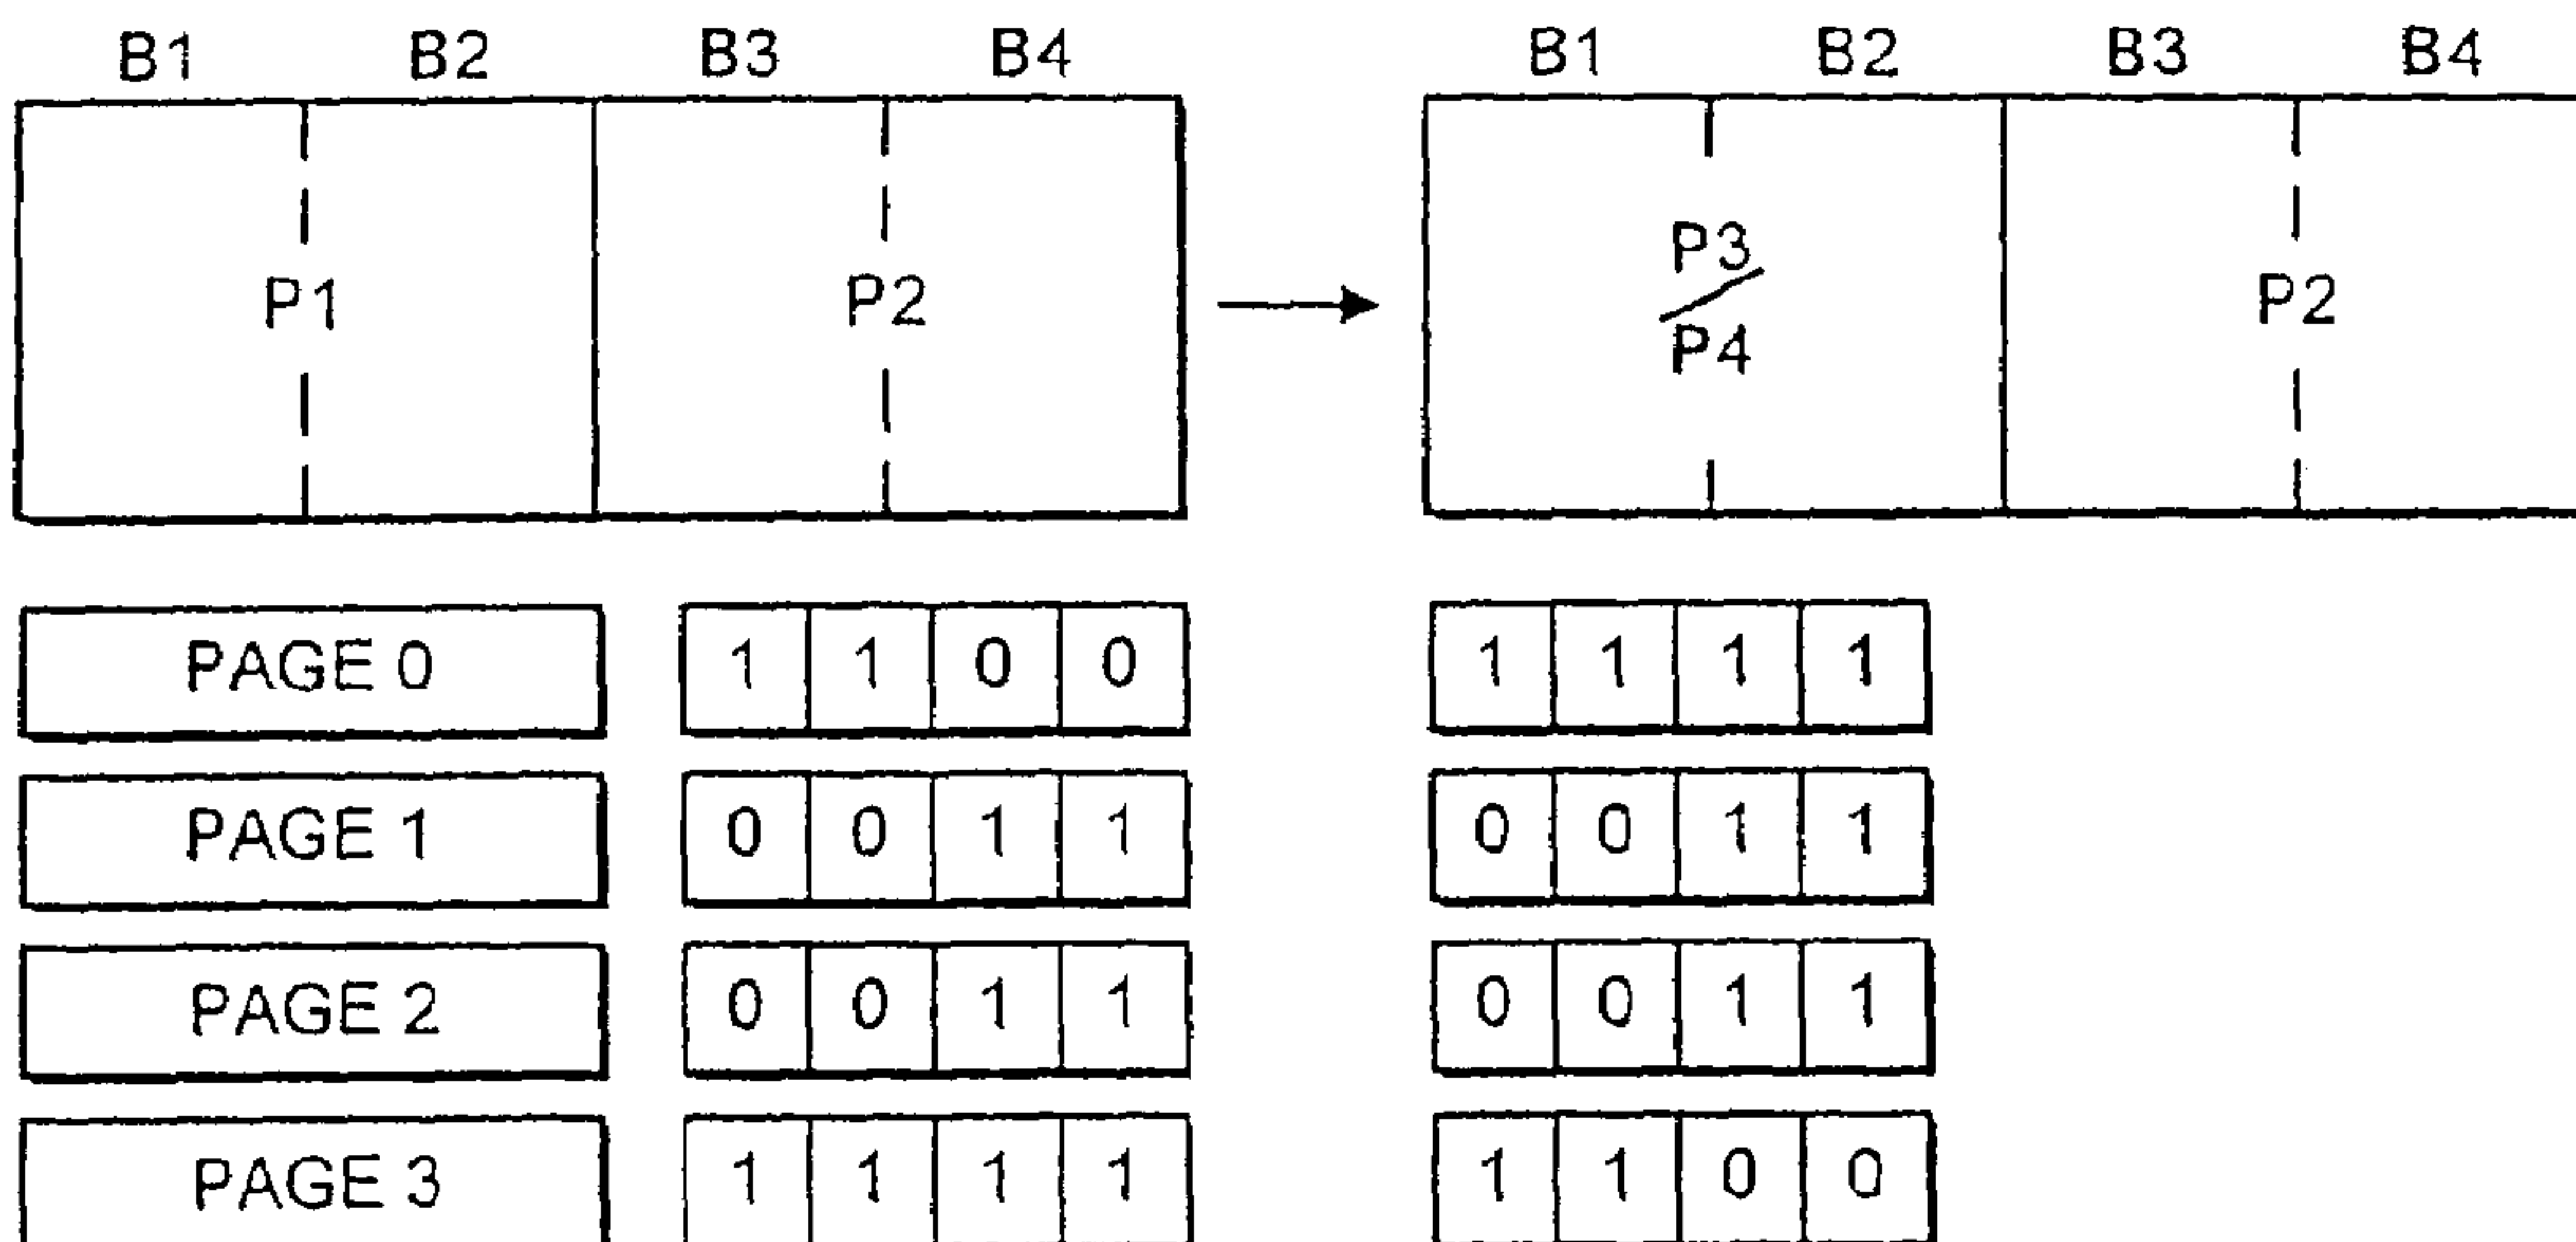 B1 B2 B3 B4 B1 B2 B3 B4
P3
P1 P2 P2
P4
PAGE 0 1 1 0 0 1 1 1 1
PAGE 1 0 0 1 1 0 0 1 1
PAGE 2 0 0 1 1 0 0 1 1
PAGE 3 1 1 1 1 1 1 0 0